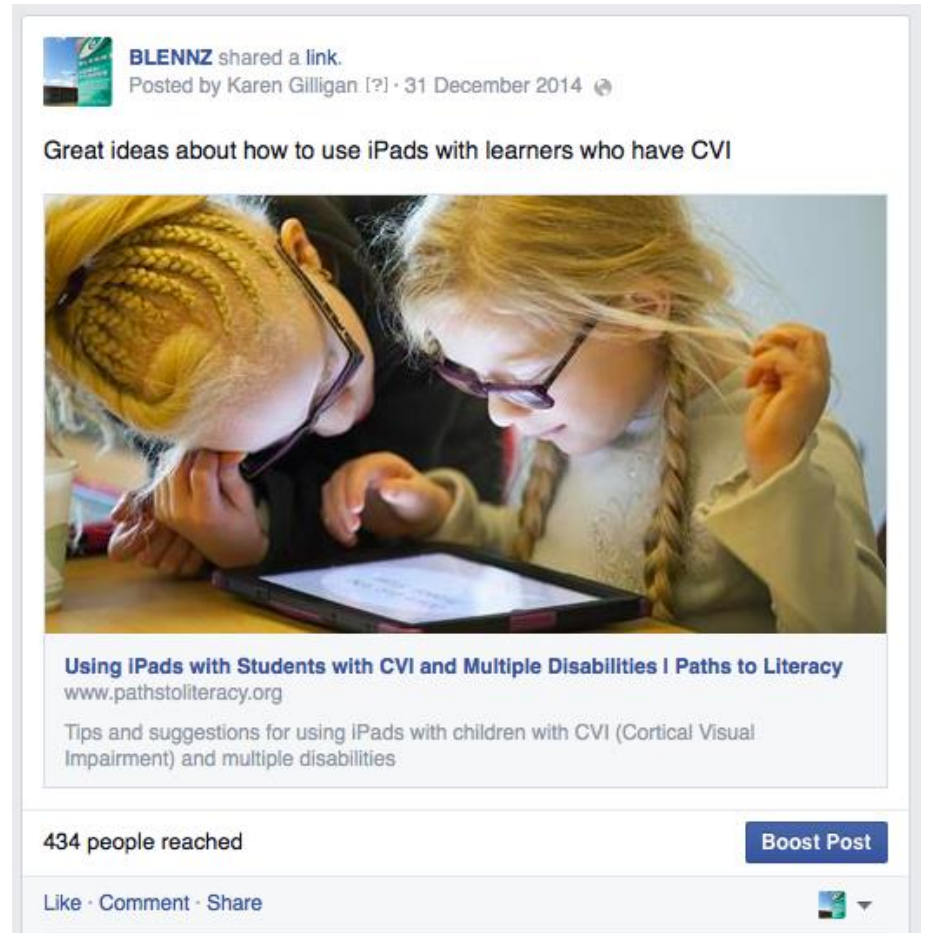 BLENNZ shared a link.
Posted by Karen Gilligan [?] · 31 December 2014
Great ideas about how to use iPads with learners who have CVI
Using iPads with Students with CVI and Multiple Disabilities | Paths to Literacy
www.pathstoliteracy.org
Tips and suggestions for using iPads with children with CVI (Cortical Visual
Impairment) and multiple disabilities
434 people reached
Boost Post
Like · Comment · Share